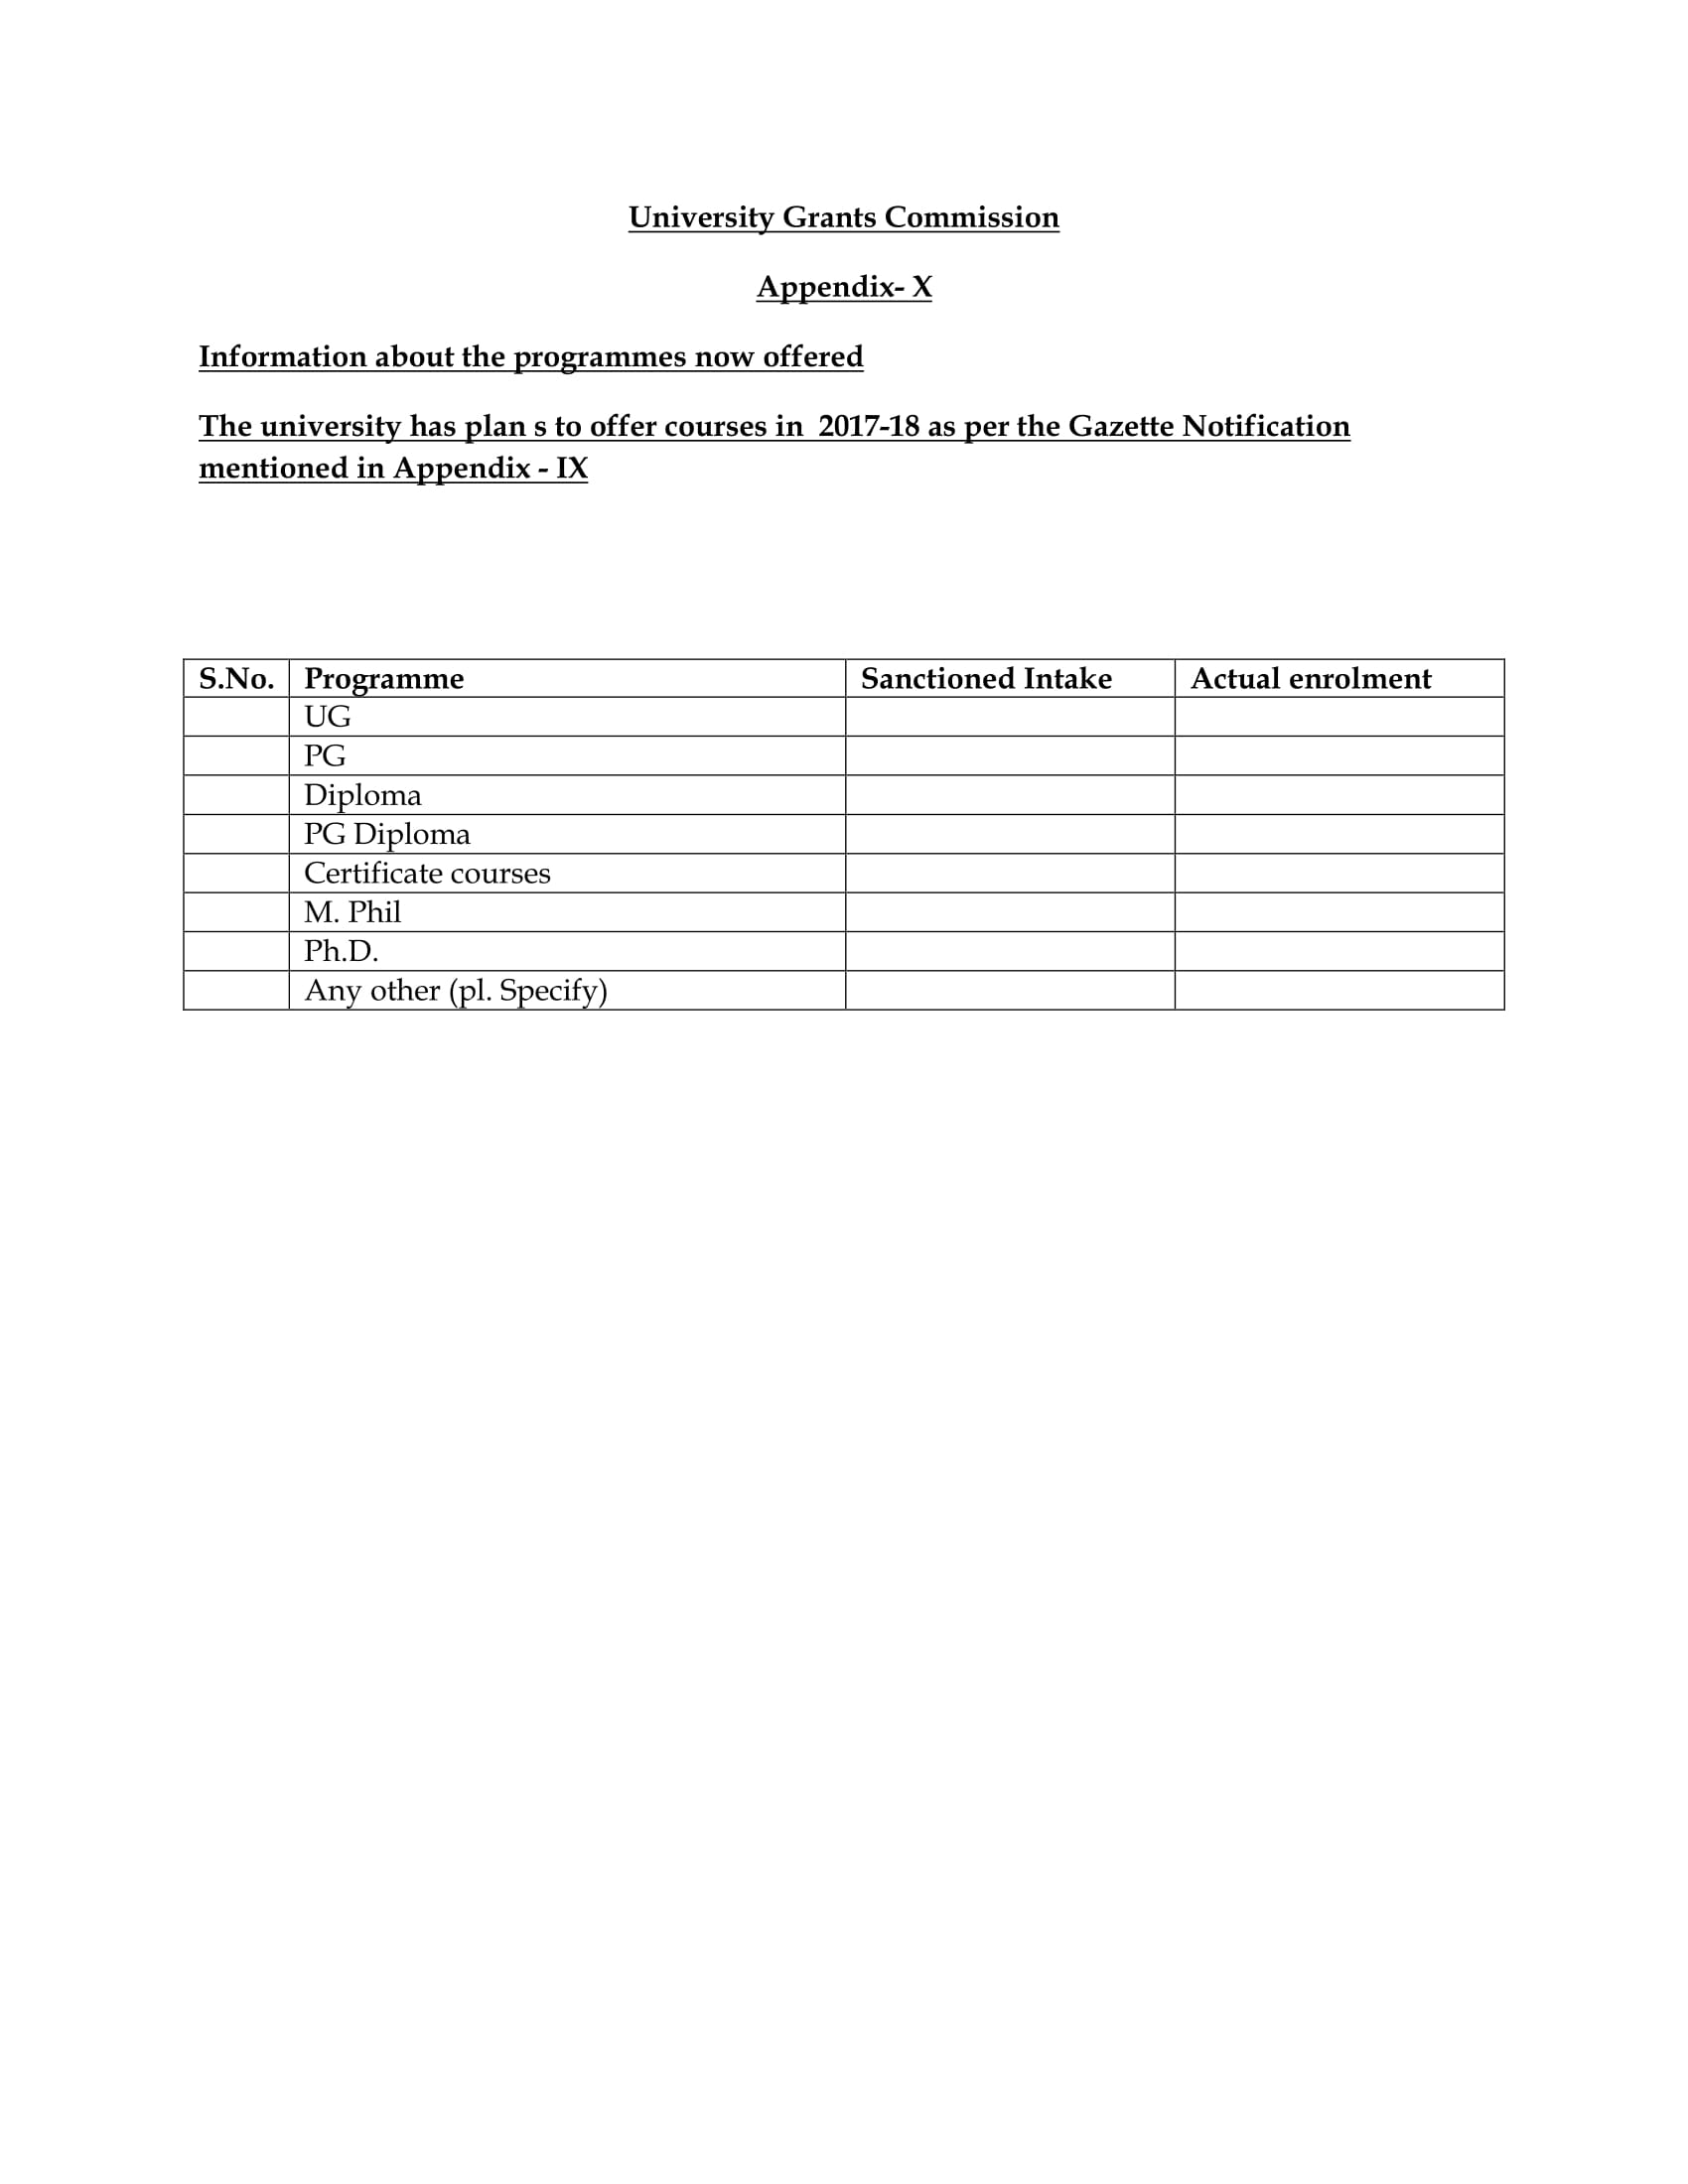 University Grants Commission
Appendix- X
Information about the programmes now offered
The university has plan s to offer courses in  2017-18 as per the Gazette Notification
mentioned in Appendix - IX
S.No. Programme Sanctioned Intake Actual enrolment
UG
PG
Diploma
PG Diploma
Certificate courses
M. Phil
Ph.D.
Any other (pl. Specify)